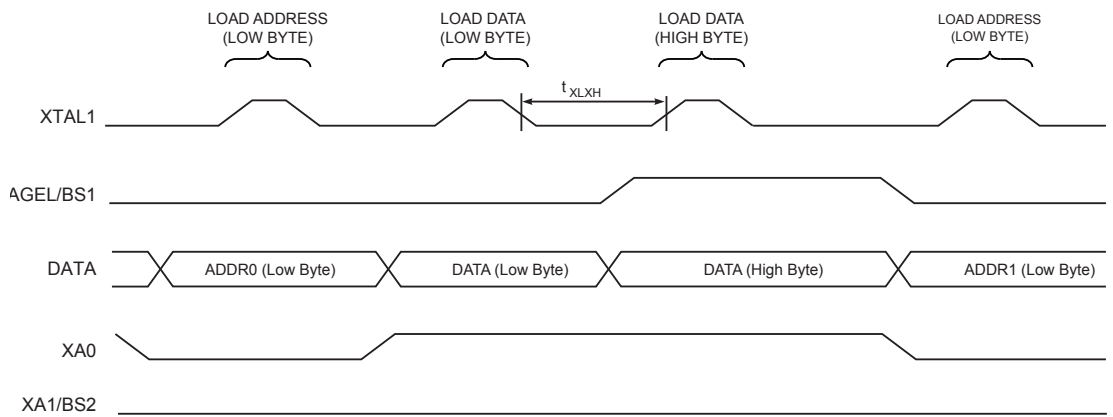 LOAD ADDRESS
(LOW BYTE)
LOAD DATA
(LOW BYTE)
LOAD DATA
(HIGH BYTE)
LOAD ADDRESS
(LOW BYTE)
t XLXH
XTAL1
AGEL/BS1
DATA
ADDR0 (Low Byte)
DATA (Low Byte)
DATA (High Byte)
ADDR1 (Low Byte)
XA0
XA1/BS2